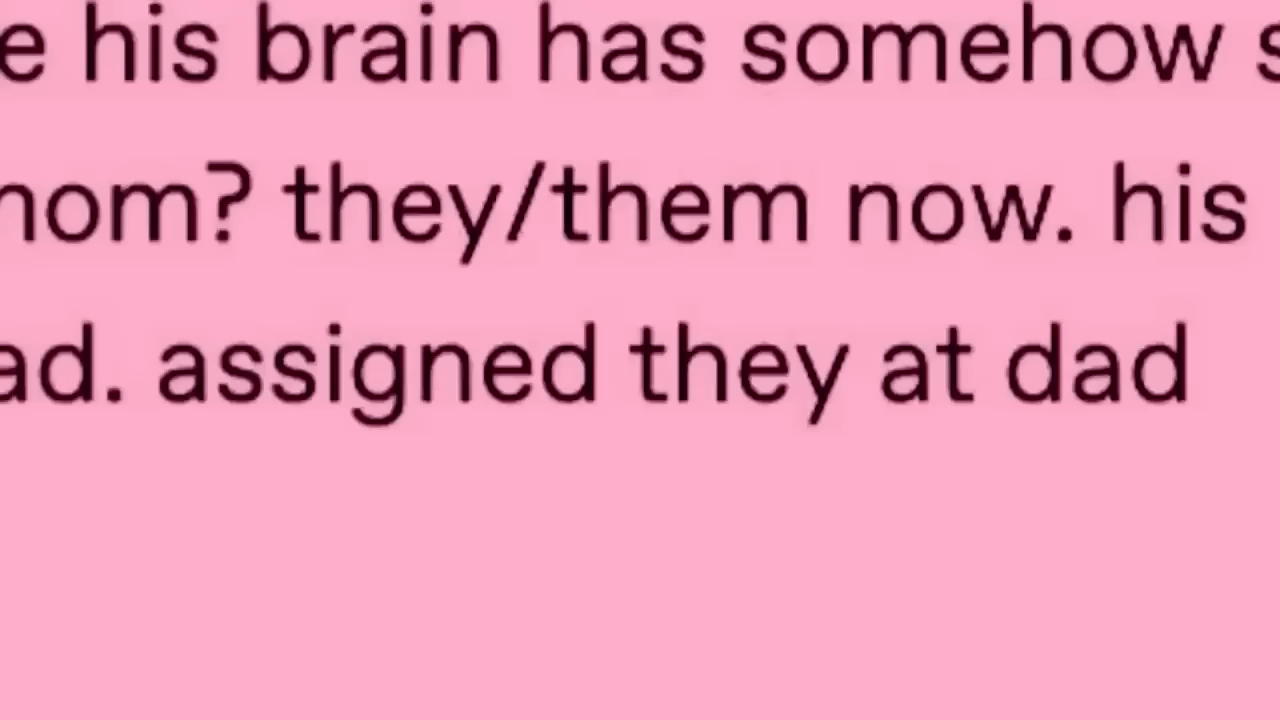 e his brain has somehow s
nom? they/them now. his
ad. assigned they at dad